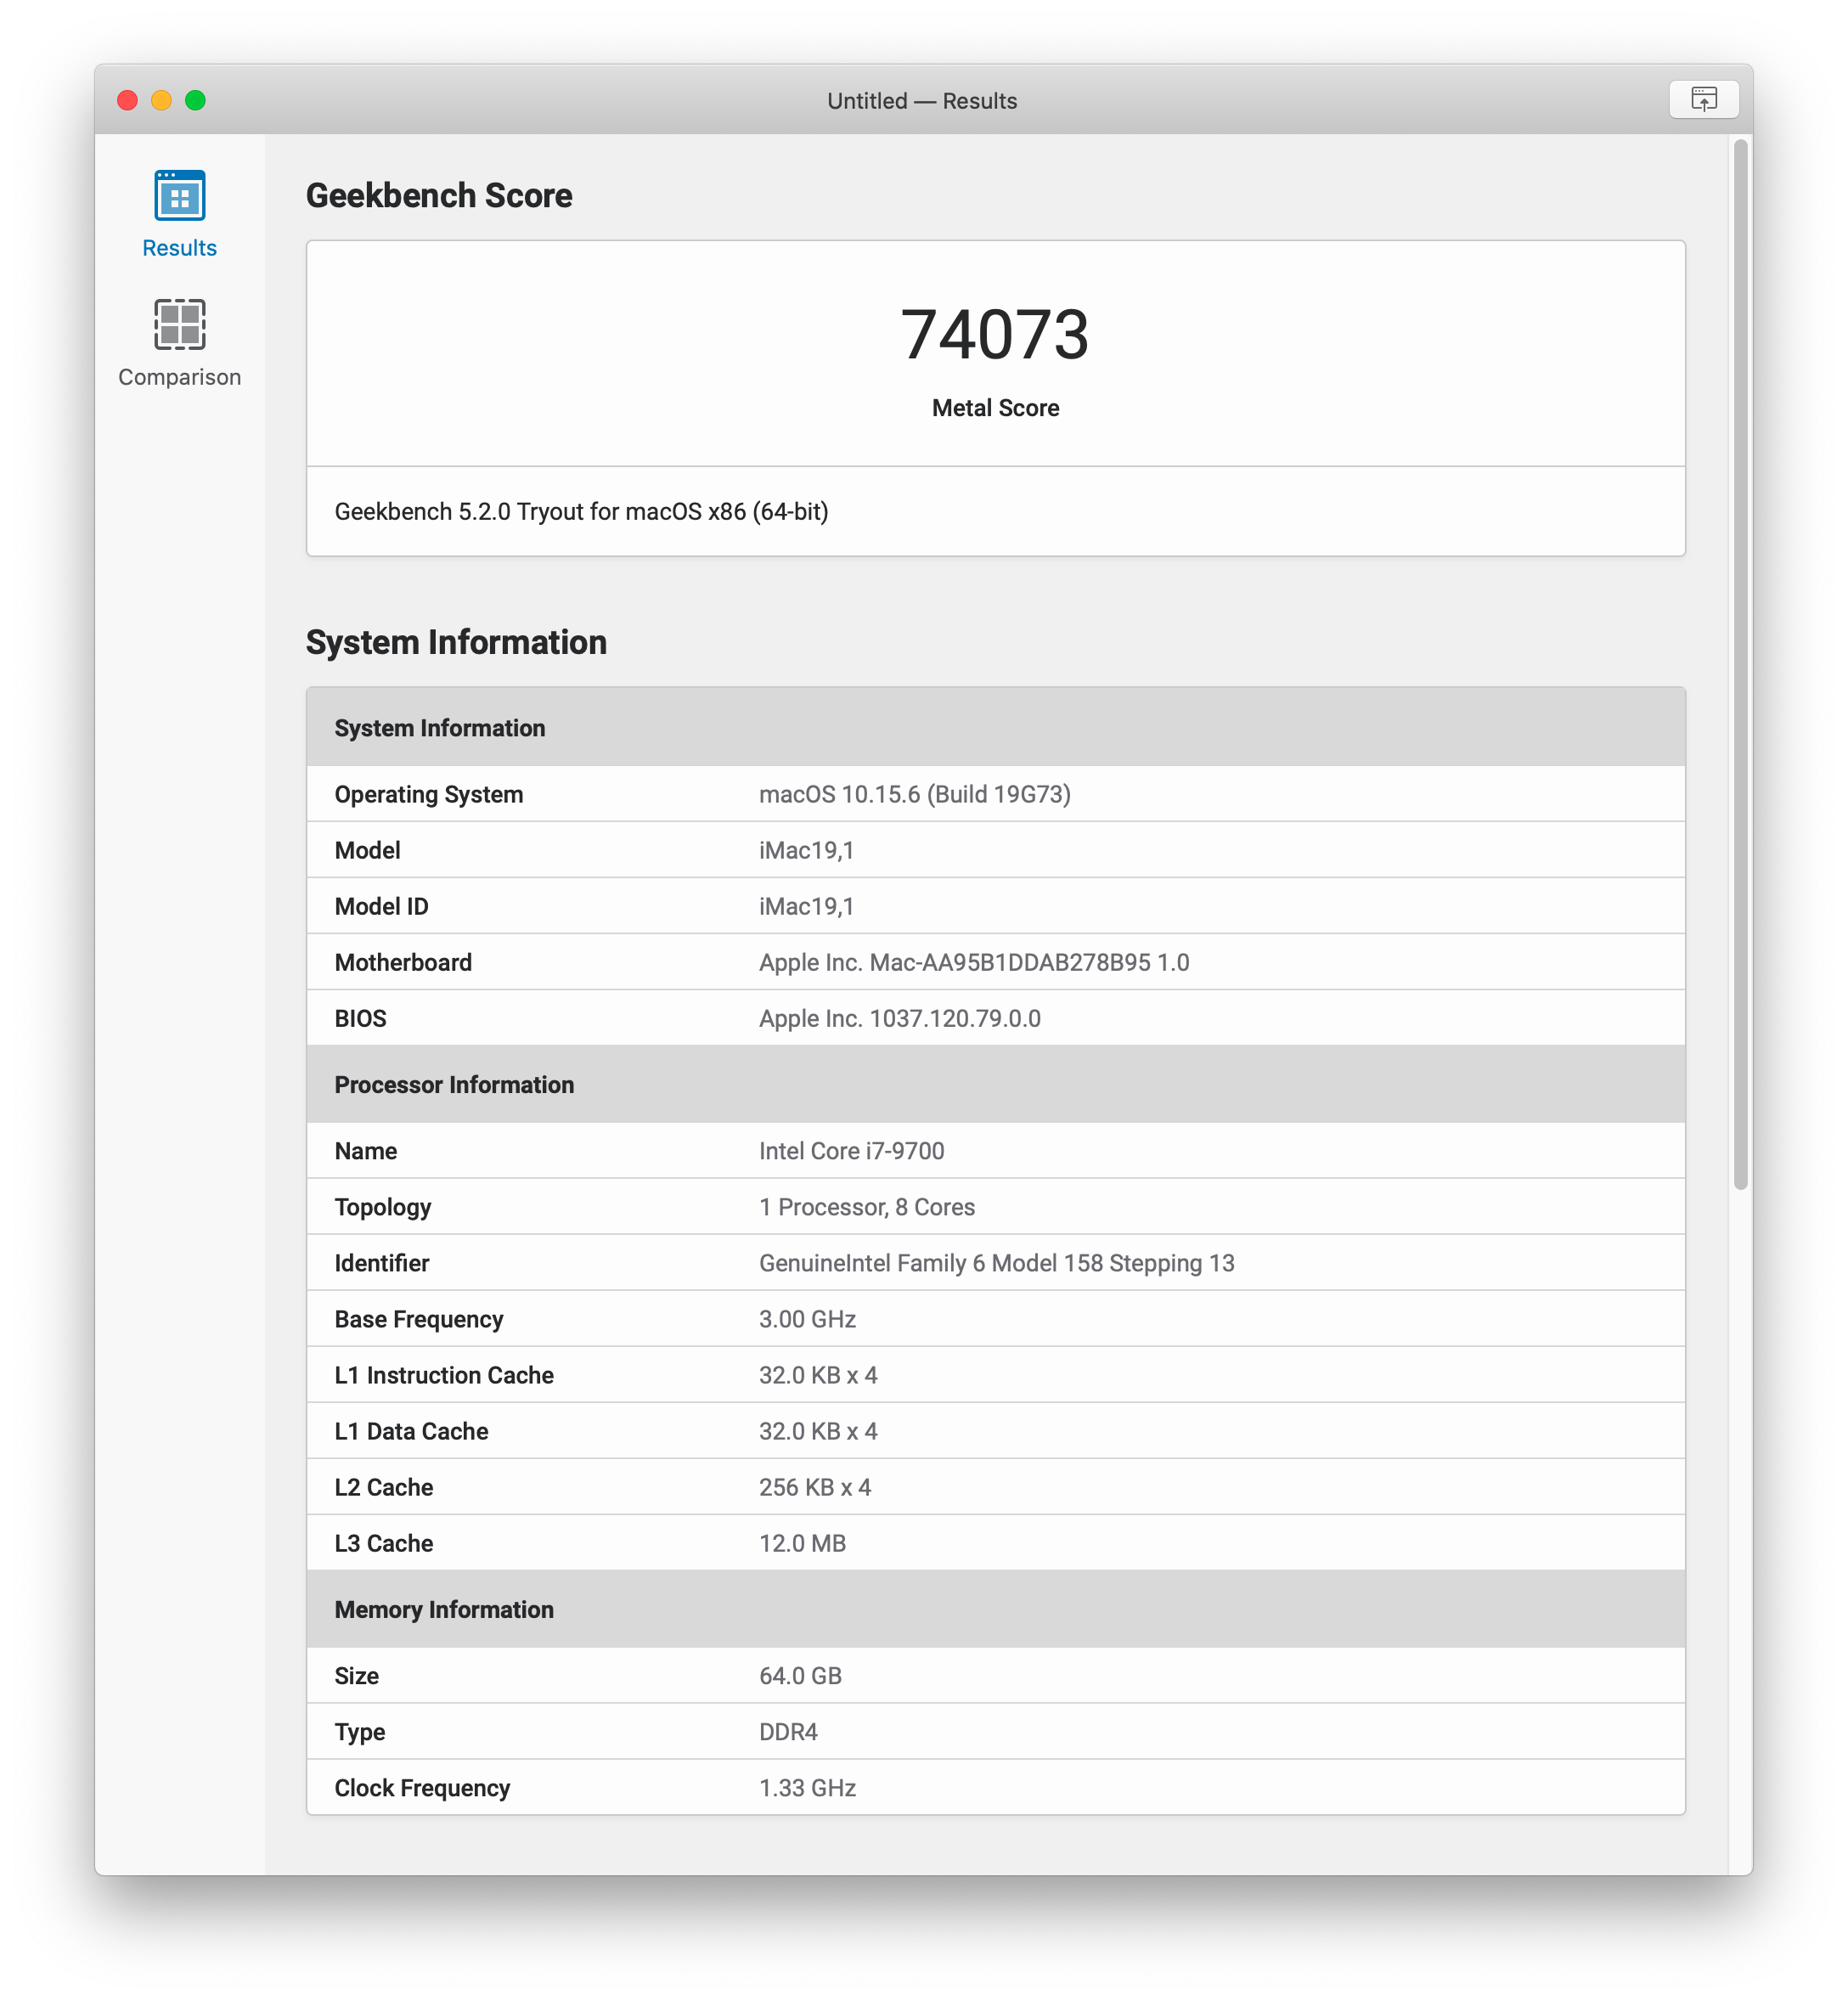 Untitled — Results
Results
Comparison
Geekbench Score
74073
Metal Score
Geekbench 5.2.0 Tryout for macOS x86 (64-bit)
System Information
System Information
Operating System macOS 10.15.6 (Build 19G73)
Model iMac19,1
Model ID iMac19,1
Motherboard Apple Inc. Mac-AA95B1DDAB278B95 1.0
BIOS Apple Inc. 1037.120.79.0.0
Processor Information
Name Intel Core i7-9700
Topology 1 Processor, 8 Cores
Identifier GenuineIntel Family 6 Model 158 Stepping 13
Base Frequency 3.00 GHz
L1 Instruction Cache 32.0 KB x 4
L1 Data Cache 32.0 KB x 4
L2 Cache 256 KB x 4
L3 Cache 12.0 MB
Memory Information
Size 64.0 GB
Type DDR4
Clock Frequency 1.33 GHz